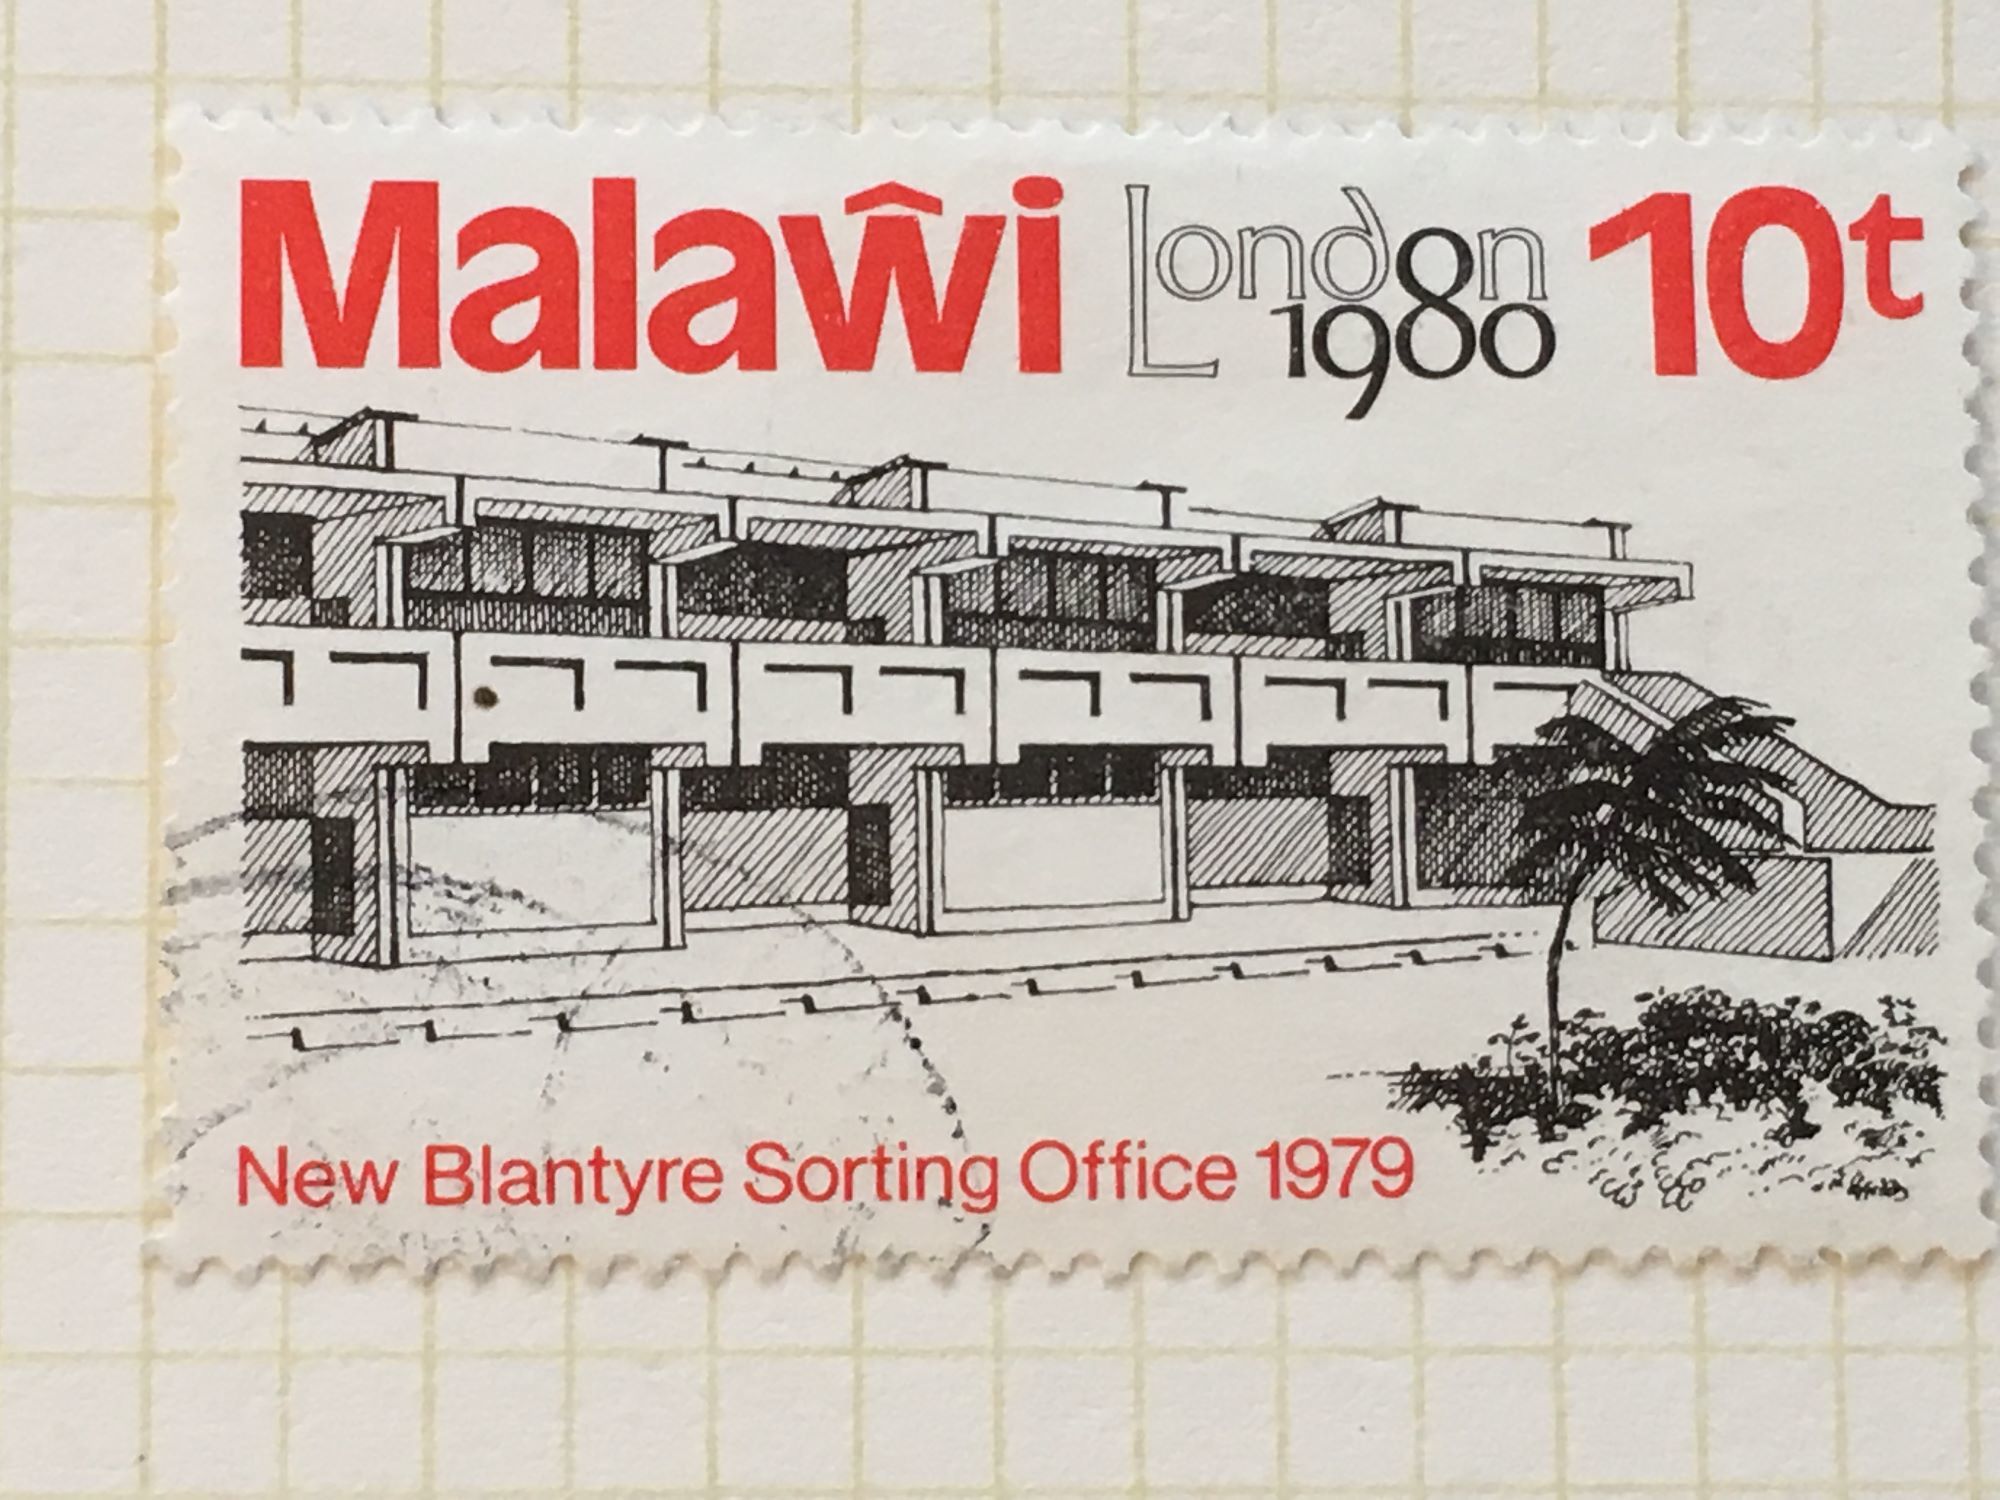 Malaŵi London 1980 10t
New Blantyre Sorting Office 1979